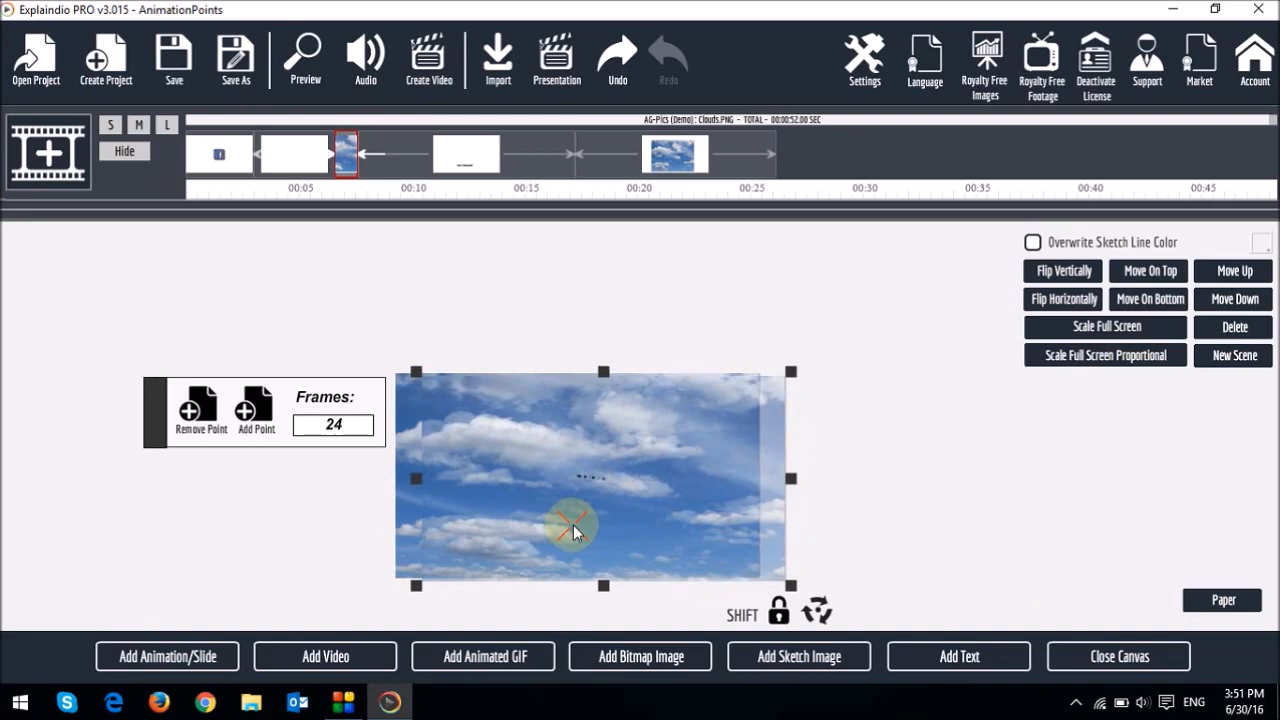 Explaindio PRO v3.015 - AnimationPoints
Open Project
Create Project
Save
Save As
Preview
Audio
Create Video
Import
Presentation
Undo
Redo
Settings
Language
Royalty Free
Images
Royalty Free
Footage
Deactivate
License
Support
Market
Account
S M L
Hide
AG-Pics (Demo) : Clouds.PNG - TOTAL - 00:00:52.00 SEC
00:05 00:10 00:15 00:20 00:25 00:30 00:35 00:40 00:45
Overwrite Sketch Line Color
Flip Vertically Move On Top Move Up
Flip Horizontally Move On Bottom Move Down
Scale Full Screen Delete
Scale Full Screen Proportional New Scene
Remove Point
Add Point
Frames:
24
SHIFT
Paper
Add Animation/Slide Add Video Add Animated GIF Add Bitmap Image Add Sketch Image Add Text Close Canvas
ENG
3:51 PM
6/30/16